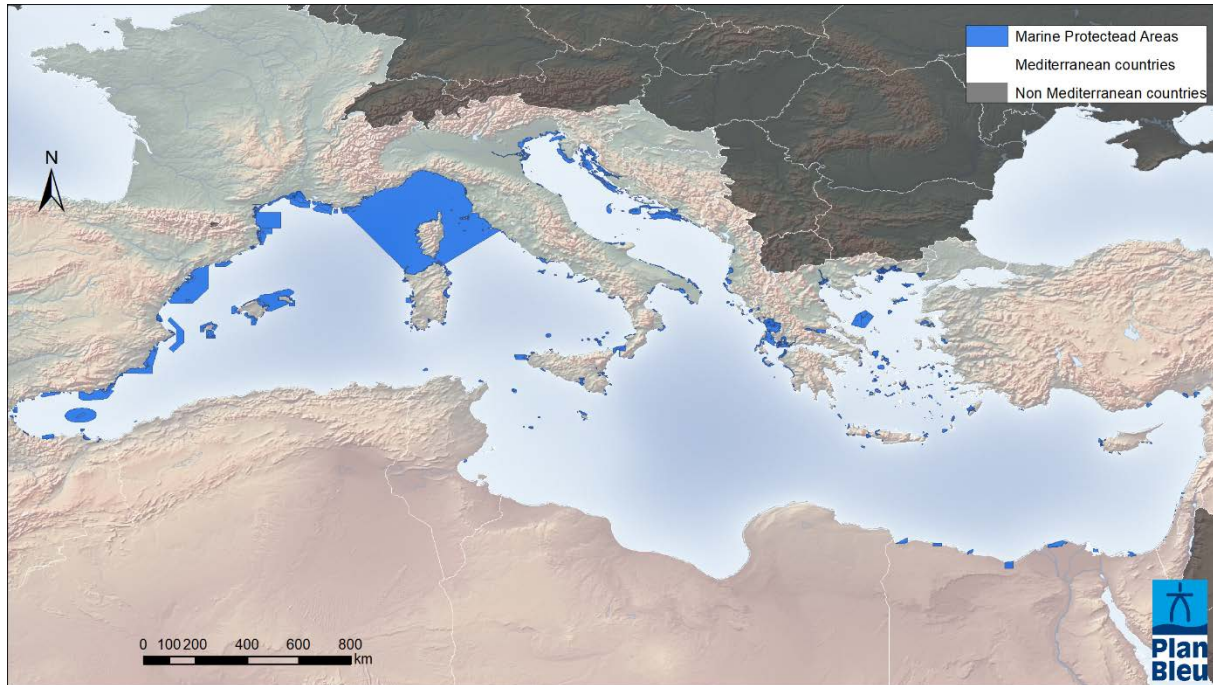 Marine Protectead Areas
Mediterranean countries
Non Mediterranean countries
N
0 100 200 400 600 800
km
Plan
Bleu